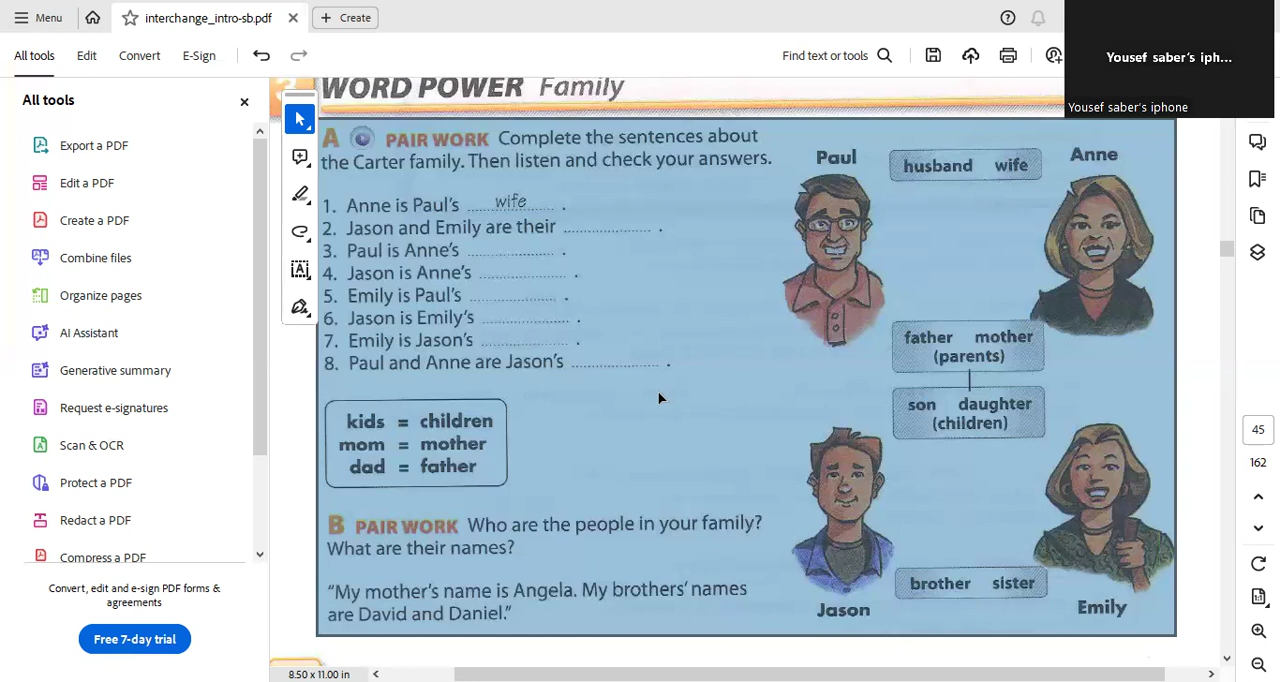 Menu
interchange_intro-sb.pdf
Create
All tools
Edit
Convert
E-Sign
Find text or tools
Yousef saber's iph...
Yousef saber's iphone
All tools
Export a PDF
Edit a PDF
Create a PDF
Combine files
Organize pages
AI Assistant
Generative summary
Request e-signatures
Scan & OCR
Protect a PDF
Redact a PDF
Compress a PDF
Convert, edit and e-sign PDF forms &
agreements
Free 7-day trial
WORD POWER Family
A PAIR WORK Complete the sentences about
the Carter family. Then listen and check your answers.
1. Anne is Paul's wife .
2. Jason and Emily are their .............. .
3. Paul is Anne's .............. .
4. Jason is Anne's .............. .
5. Emily is Paul's .............. .
6. Jason is Emily's .............. .
7. Emily is Jason's .............. .
8. Paul and Anne are Jason's .............. .
kids = children
mom = mother
dad = father
B PAIR WORK Who are the people in your family?
What are their names?
"My mother's name is Angela. My brothers' names
are David and Daniel."
Paul
husband wife
Anne
father mother
(parents)
son daughter
(children)
brother sister
Jason
Emily
45
162
8.50 x 11.00 in